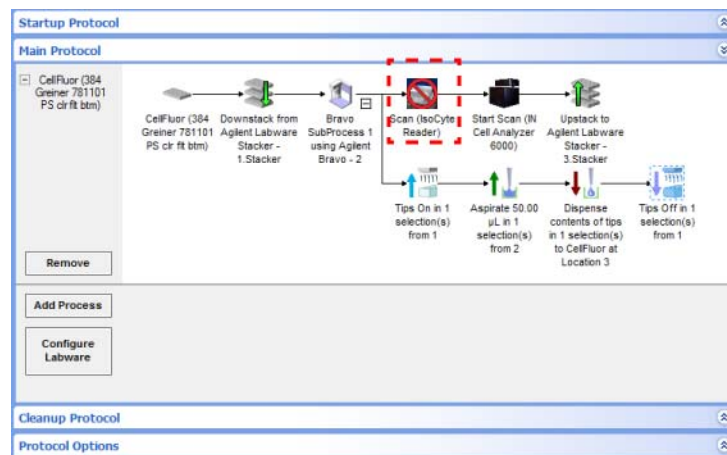 Startup Protocol
Main Protocol
CellFluor (384
Greiner 781101
PS clr flt btm)
CellFluor (384
Greiner 781101
PS clr flt btm)
Downstack from
Agilent Labware
Stacker -
1.Stacker
Bravo
SubProcess 1
using Agilent
Bravo - 2
Scan (IsoCyte
Reader)
Start Scan (IN
Cell Analyzer
6000)
Upstack to
Agilent Labware
Stacker -
3.Stacker
Tips On in 1
selection(s)
from 1
Aspirate 50.00
µL in 1
selection(s)
from 2
Dispense
contents of tips
in 1 selection(s)
to CellFluor at
Location 3
Tips Off in 1
selection(s)
from 1
Remove
Add Process
Configure
Labware
Cleanup Protocol
Protocol Options